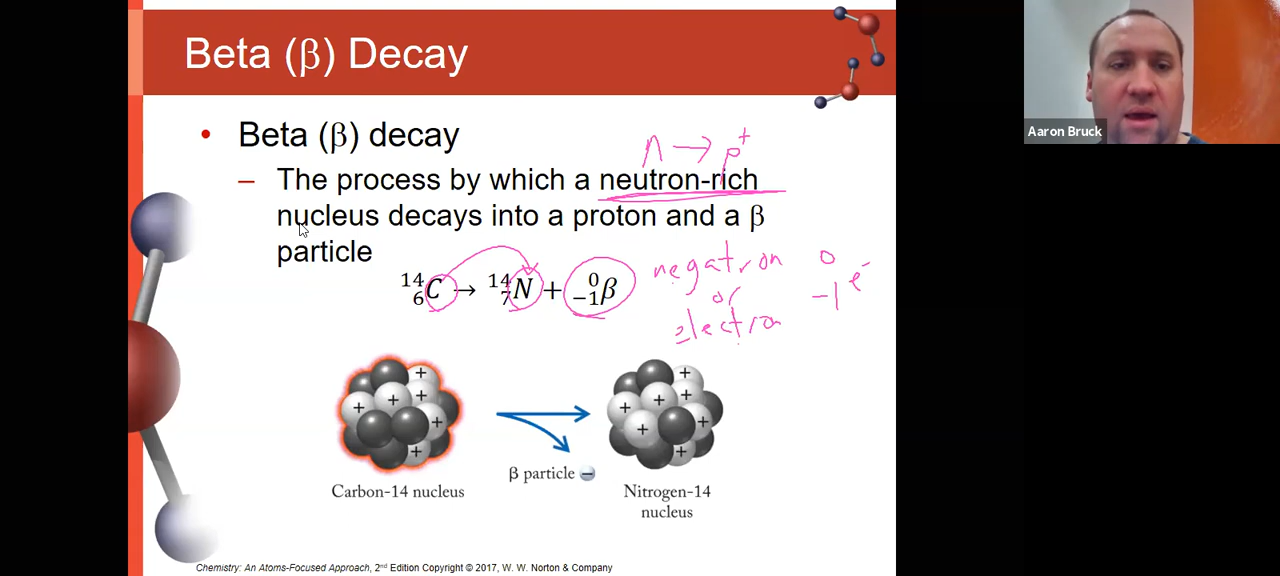 Beta (β) Decay
Aaron Bruck
• Beta (β) decay
n → p⁺
– The process by which a neutron-rich
nucleus decays into a proton and a β
particle
¹⁴₆C → ¹⁴₇N + ⁰₋₁β
negatron
or
electron
⁰₋₁e⁻
+ + + + + +
+ + + + + + +
β particle −
Carbon-14 nucleus
Nitrogen-14
nucleus
Chemistry: An Atoms-Focused Approach, 2nd Edition Copyright © 2017, W. W. Norton & Company